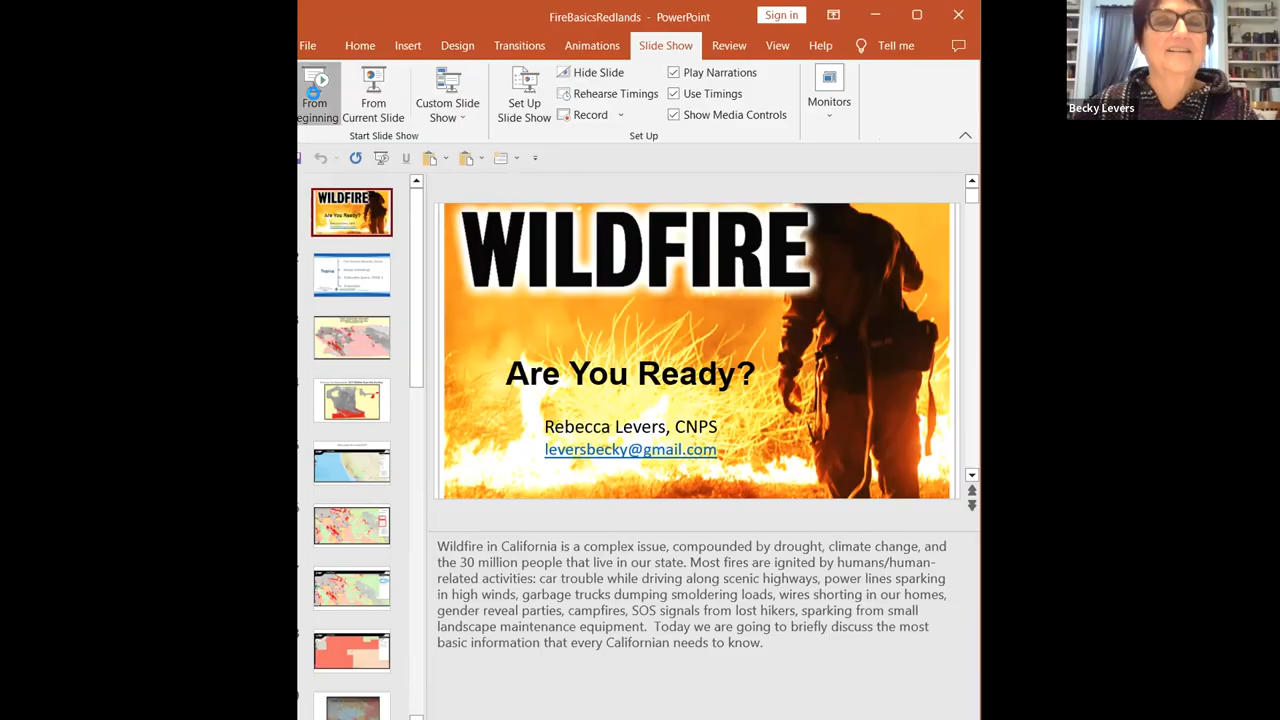 FireBasicsRedlands - PowerPoint
Sign in
File Home Insert Design Transitions Animations Slide Show Review View Help Tell me
From
eginning
From
Current Slide
Custom Slide
Show
Set Up
Slide Show
Hide Slide
Rehearse Timings
Record
Play Narrations
Use Timings
Show Media Controls
Monitors
Start Slide Show
Set Up
Becky Levers
WILDFIRE
Are You Ready?
WILDFIRE
Are You Ready?
Rebecca Levers, CNPS
leversbecky@gmail.com
Wildfire in California is a complex issue, compounded by drought, climate change, and
the 30 million people that live in our state. Most fires are ignited by humans/human-
related activities: car trouble while driving along scenic highways, power lines sparking
in high winds, garbage trucks dumping smoldering loads, wires shorting in our homes,
gender reveal parties, campfires, SOS signals from lost hikers, sparking from small
landscape maintenance equipment.  Today we are going to briefly discuss the most
basic information that every Californian needs to know.